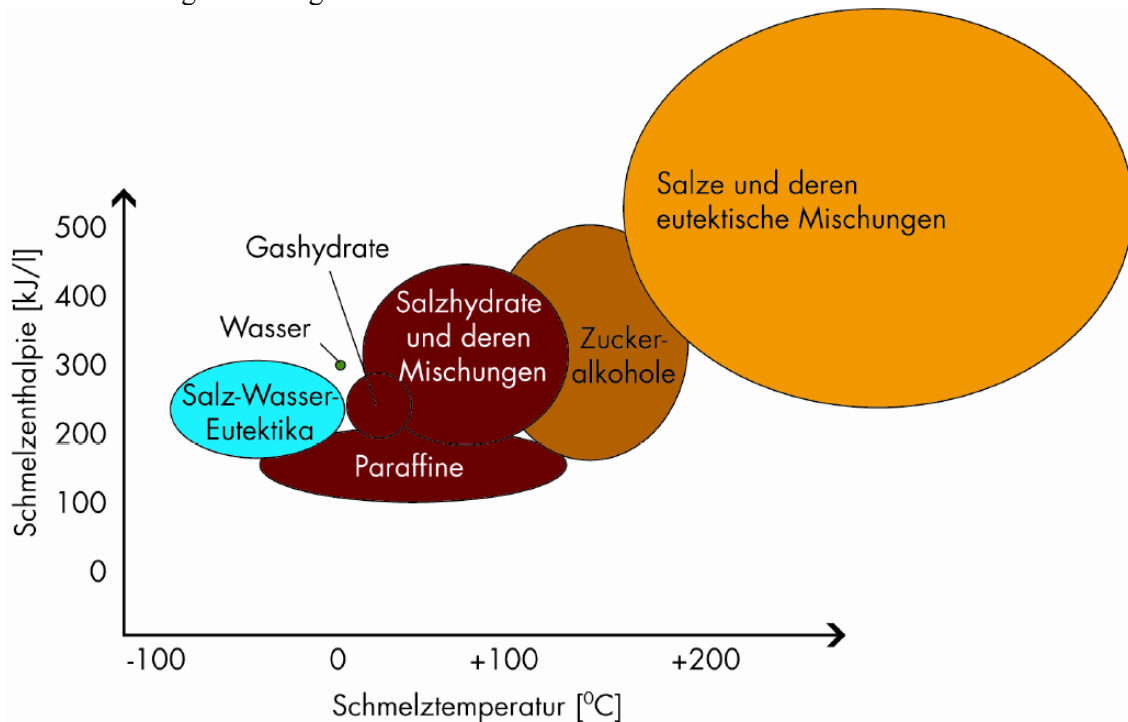 Salze und deren
eutektische Mischungen
500
Gashydrate
400
Salzhydrate
und deren
Mischungen
Wasser
Zucker-
alkohole
300
Salz-Wasser-
Eutektika
200
Paraffine
100
0
Schmelzenthalpie [kJ/l]
-100
0
+100
+200
Schmelztemperatur [⁰C]